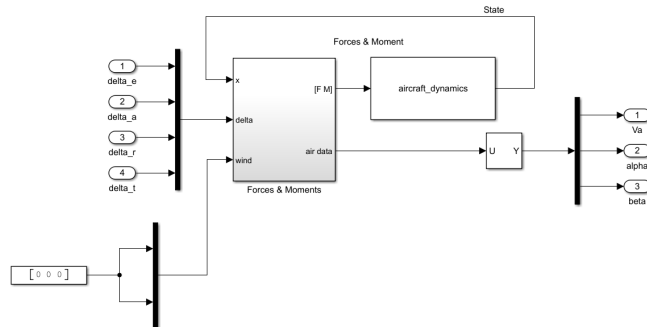 State
Forces & Moment
1
delta_e
2
delta_a
3
delta_r
4
delta_t
x
delta
wind
[F M]
air data
Forces & Moments
aircraft_dynamics
U Y
1
Va
2
alpha
3
beta
[0 0 0]